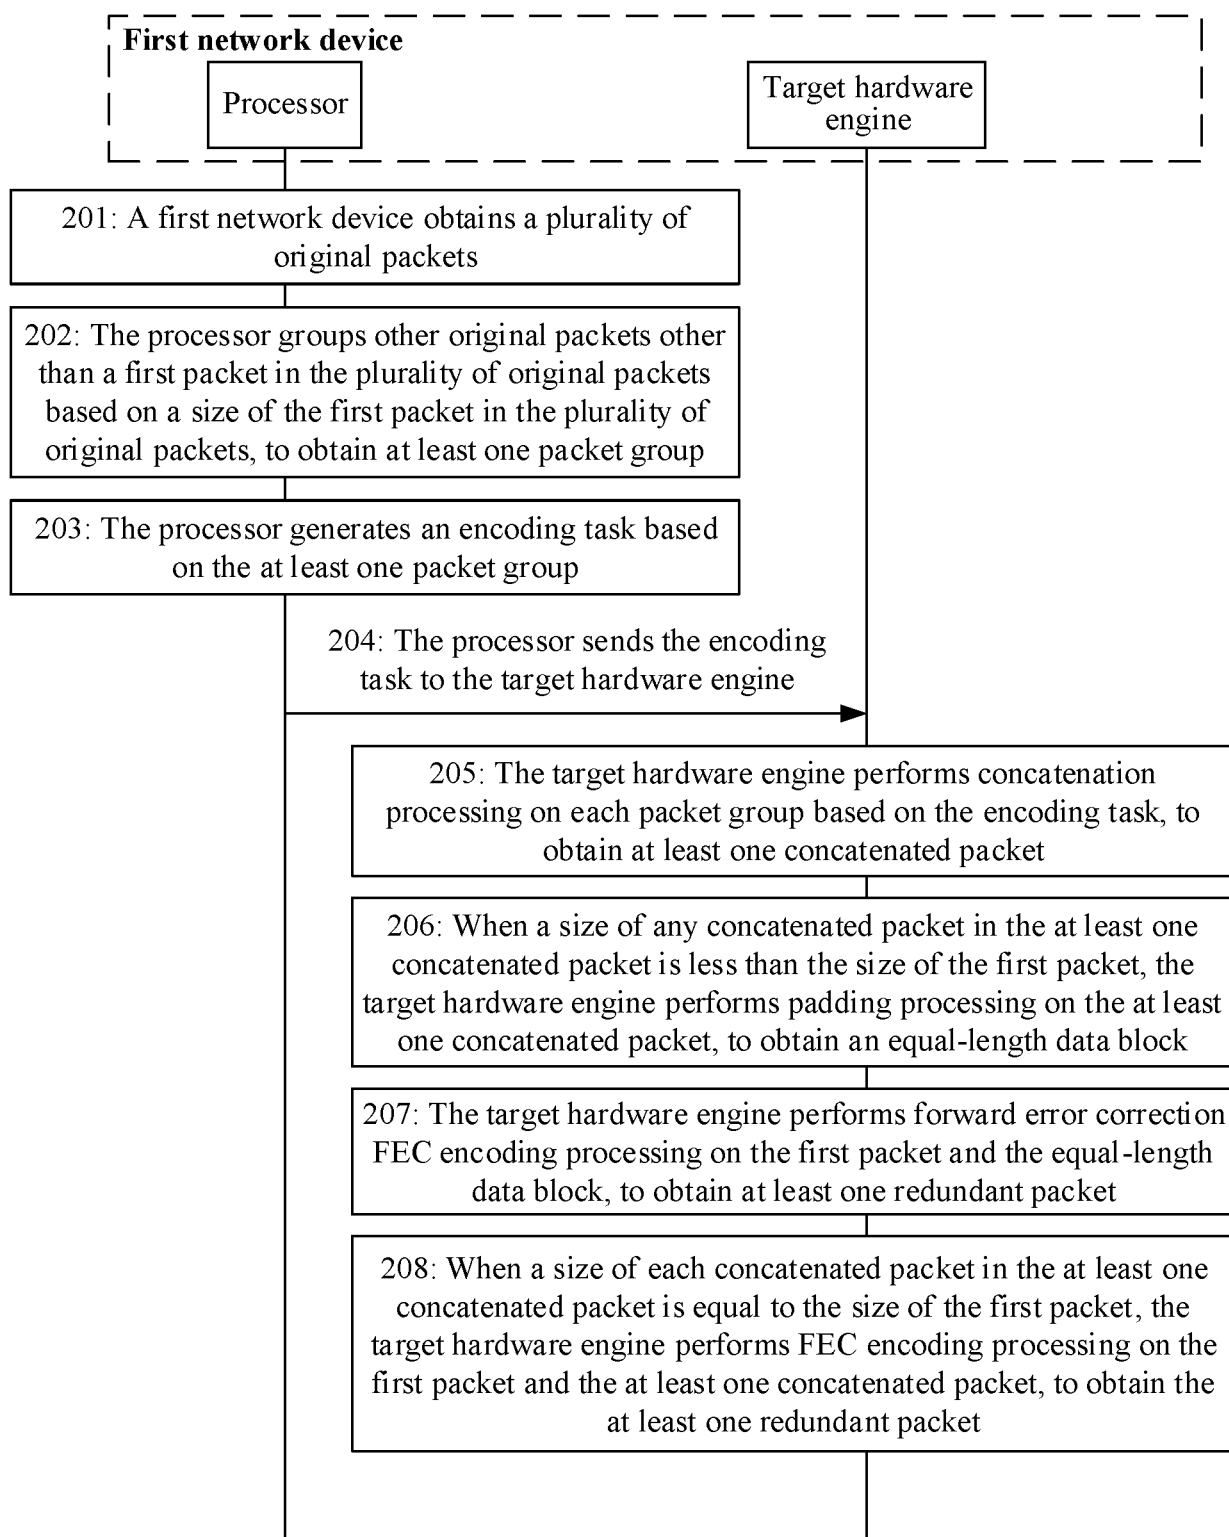 First network device
Processor
Target hardware
engine
201: A first network device obtains a plurality of
original packets
202: The processor groups other original packets other
than a first packet in the plurality of original packets
based on a size of the first packet in the plurality of
original packets, to obtain at least one packet group
203: The processor generates an encoding task based
on the at least one packet group
204: The processor sends the encoding
task to the target hardware engine
205: The target hardware engine performs concatenation
processing on each packet group based on the encoding task, to
obtain at least one concatenated packet
206: When a size of any concatenated packet in the at least one
concatenated packet is less than the size of the first packet, the
target hardware engine performs padding processing on the at least
one concatenated packet, to obtain an equal-length data block
207: The target hardware engine performs forward error correction
FEC encoding processing on the first packet and the equal-length
data block, to obtain at least one redundant packet
208: When a size of each concatenated packet in the at least one
concatenated packet is equal to the size of the first packet, the
target hardware engine performs FEC encoding processing on the
first packet and the at least one concatenated packet, to obtain the
at least one redundant packet